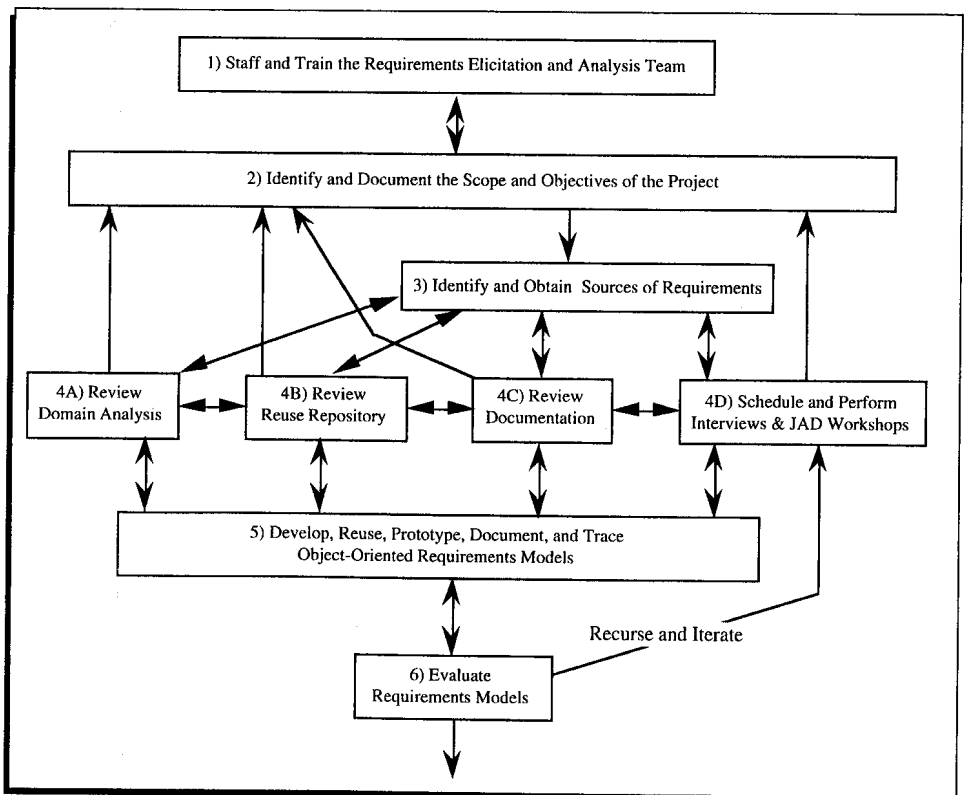 1) Staff and Train the Requirements Elicitation and Analysis Team
2) Identify and Document the Scope and Objectives of the Project
3) Identify and Obtain Sources of Requirements
4A) Review
Domain Analysis
4B) Review
Reuse Repository
4C) Review
Documentation
4D) Schedule and Perform
Interviews & JAD Workshops
5) Develop, Reuse, Prototype, Document, and Trace
Object-Oriented Requirements Models
Recurse and Iterate
6) Evaluate
Requirements Models